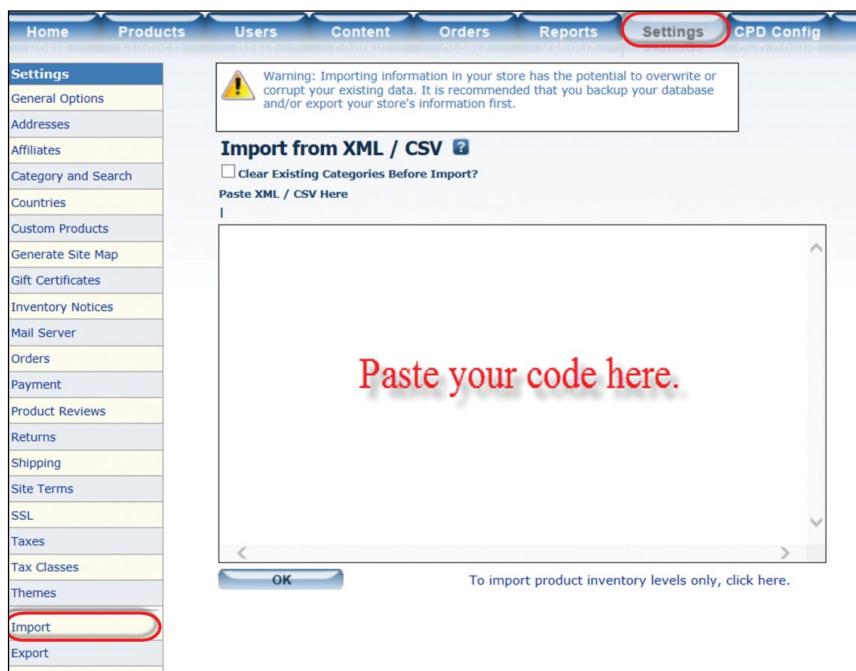 Home Products Users Content Orders Reports Settings CPD Config
Settings
General Options
Addresses
Affiliates
Category and Search
Countries
Custom Products
Generate Site Map
Gift Certificates
Inventory Notices
Mail Server
Orders
Payment
Product Reviews
Returns
Shipping
Site Terms
SSL
Taxes
Tax Classes
Themes
Import
Export
Warning: Importing information in your store has the potential to overwrite or
corrupt your existing data. It is recommended that you backup your database
and/or export your store's information first.
Import from XML / CSV ?
Clear Existing Categories Before Import?
Paste XML / CSV Here
Paste your code here.
OK
To import product inventory levels only, click here.